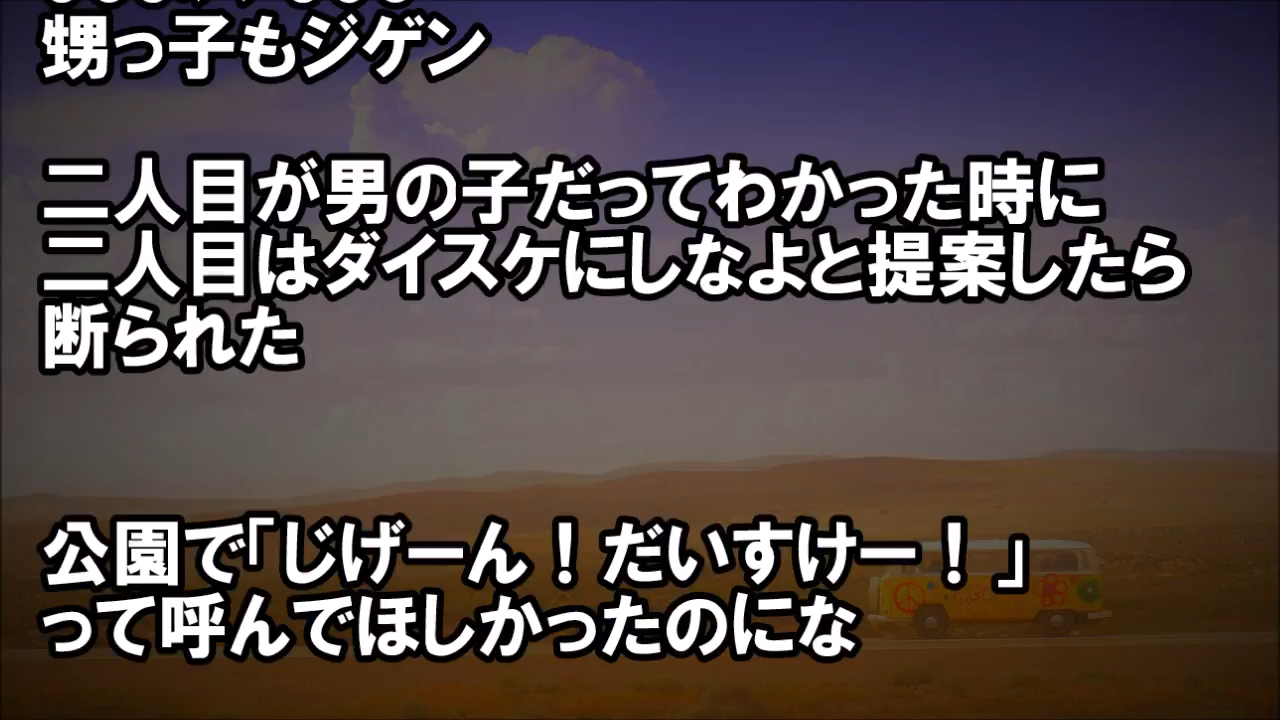 甥っ子もジゲン
二人目が男の子だってわかった時に
二人目はダイスケにしなよと提案したら
断られた
公園で「じげーん！だいすけー！」
って呼んでほしかったのにな